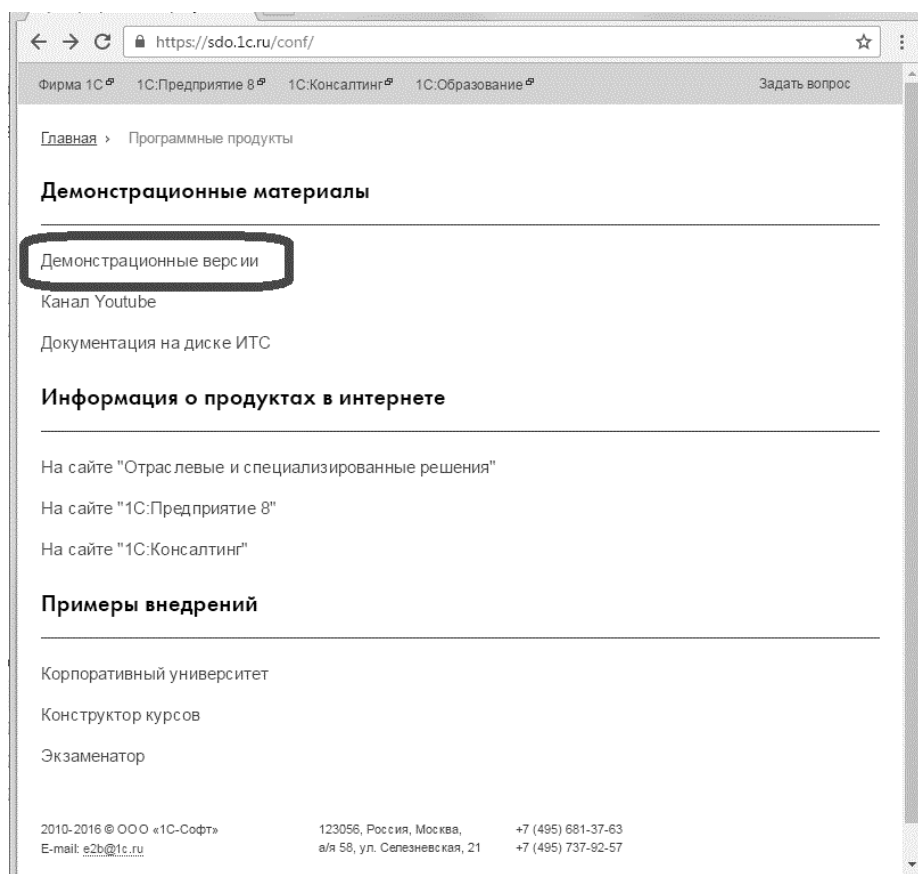 https://sdo.1c.ru/conf/
Фирма 1С 1С:Предприятие 8 1С:Консалтинг 1С:Образование Задать вопрос
Главная › Программные продукты
Демонстрационные материалы
Демонстрационные версии
Канал Youtube
Документация на диске ИТС
Информация о продуктах в интернете
На сайте "Отраслевые и специализированные решения"
На сайте "1С:Предприятие 8"
На сайте "1С:Консалтинг"
Примеры внедрений
Корпоративный университет
Конструктор курсов
Экзаменатор
2010-2016 © ООО «1С-Софт» 123056, Россия, Москва, +7 (495) 681-37-63
E-mail: e2b@1c.ru а/я 58, ул. Селезневская, 21 +7 (495) 737-92-57